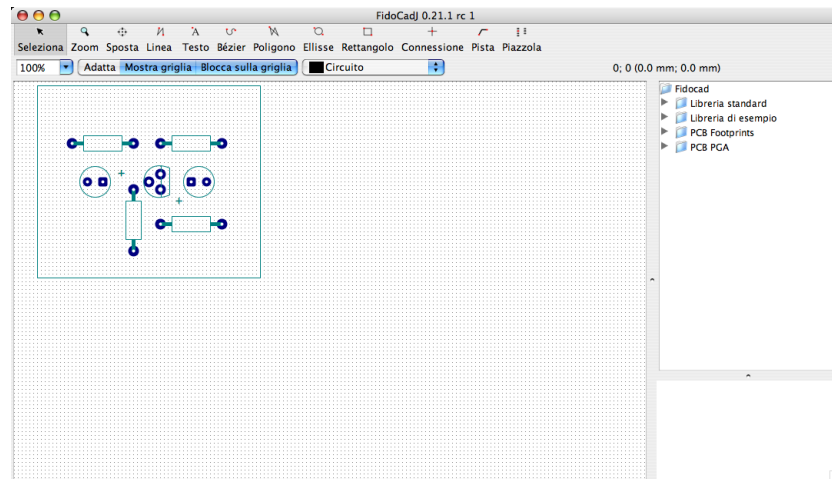 FidoCadJ 0.21.1 rc 1
Seleziona Zoom Sposta Linea Testo Bézier Poligono Ellisse Rettangolo Connessione Pista Piazzola
100% Adatta Mostra griglia Blocca sulla griglia Circuito 0; 0 (0.0 mm; 0.0 mm)
Fidocad
Libreria standard
Libreria di esempio
PCB Footprints
PCB PGA